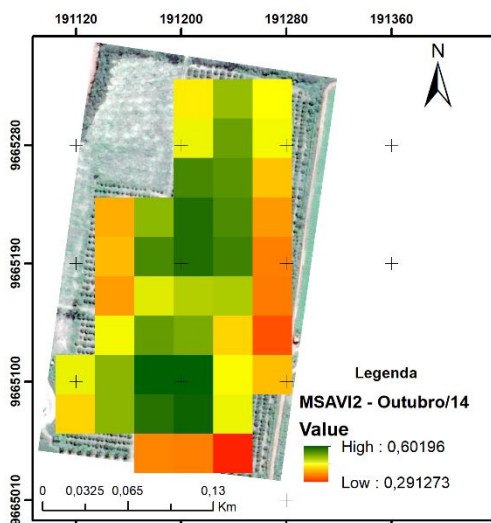 191120 191200 191280 191360
N
9665280
9665190
9665100
9665010
Legenda
MSAVI2 - Outubro/14
Value
High : 0,60196
Low : 0,291273
0 0,0325 0,065 0,13
Km